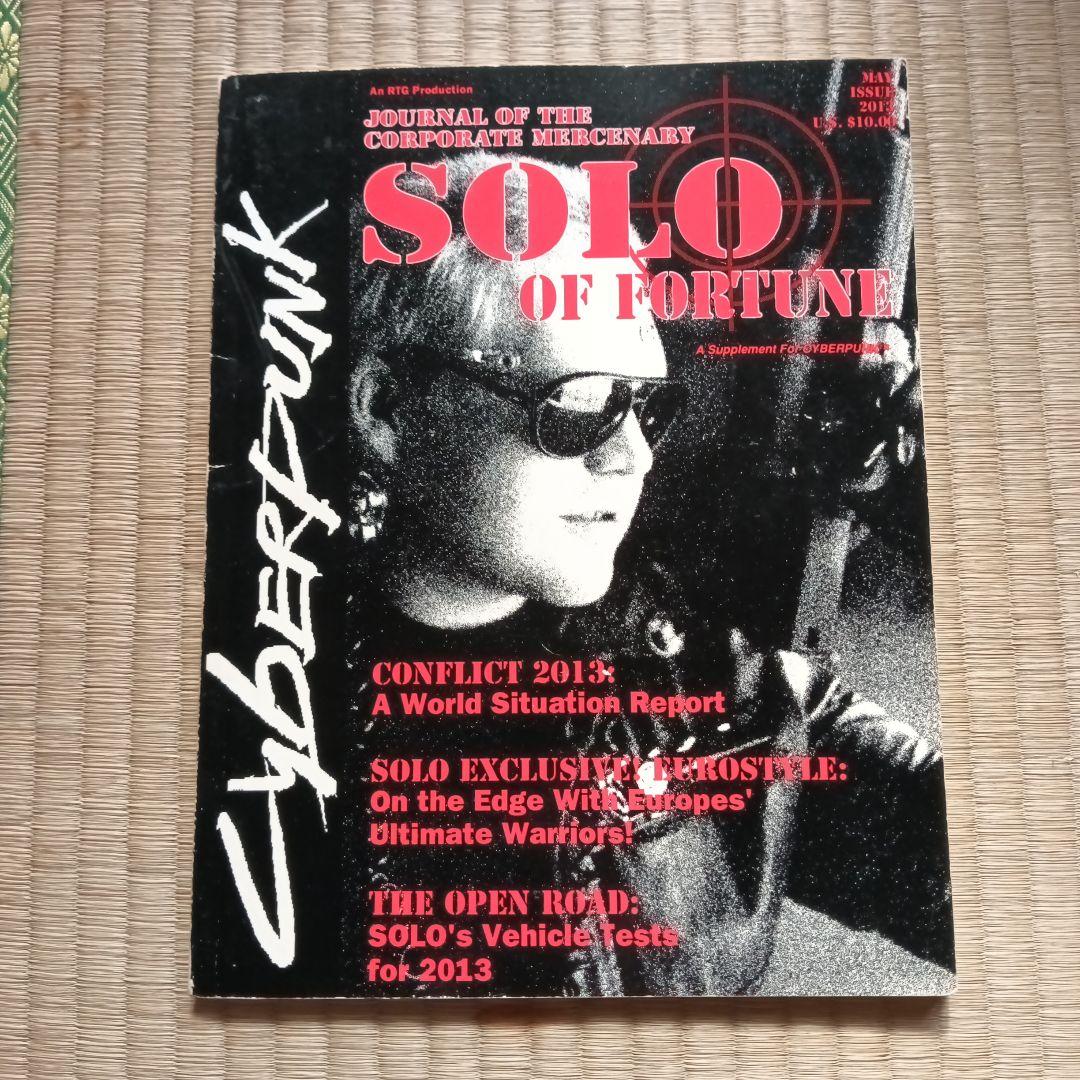 An RTG Production
MAY
ISSUE
2013
U.S. $10.00
JOURNAL OF THE
CORPORATE MERCENARY
SOLO
OF FORTUNE
A Supplement For CYBERPUNK™
CYBERPUNK
CONFLICT 2013:
A World Situation Report
SOLO EXCLUSIVE! EUROSTYLE:
On the Edge With Europes'
Ultimate Warriors!
THE OPEN ROAD:
SOLO's Vehicle Tests
for 2013